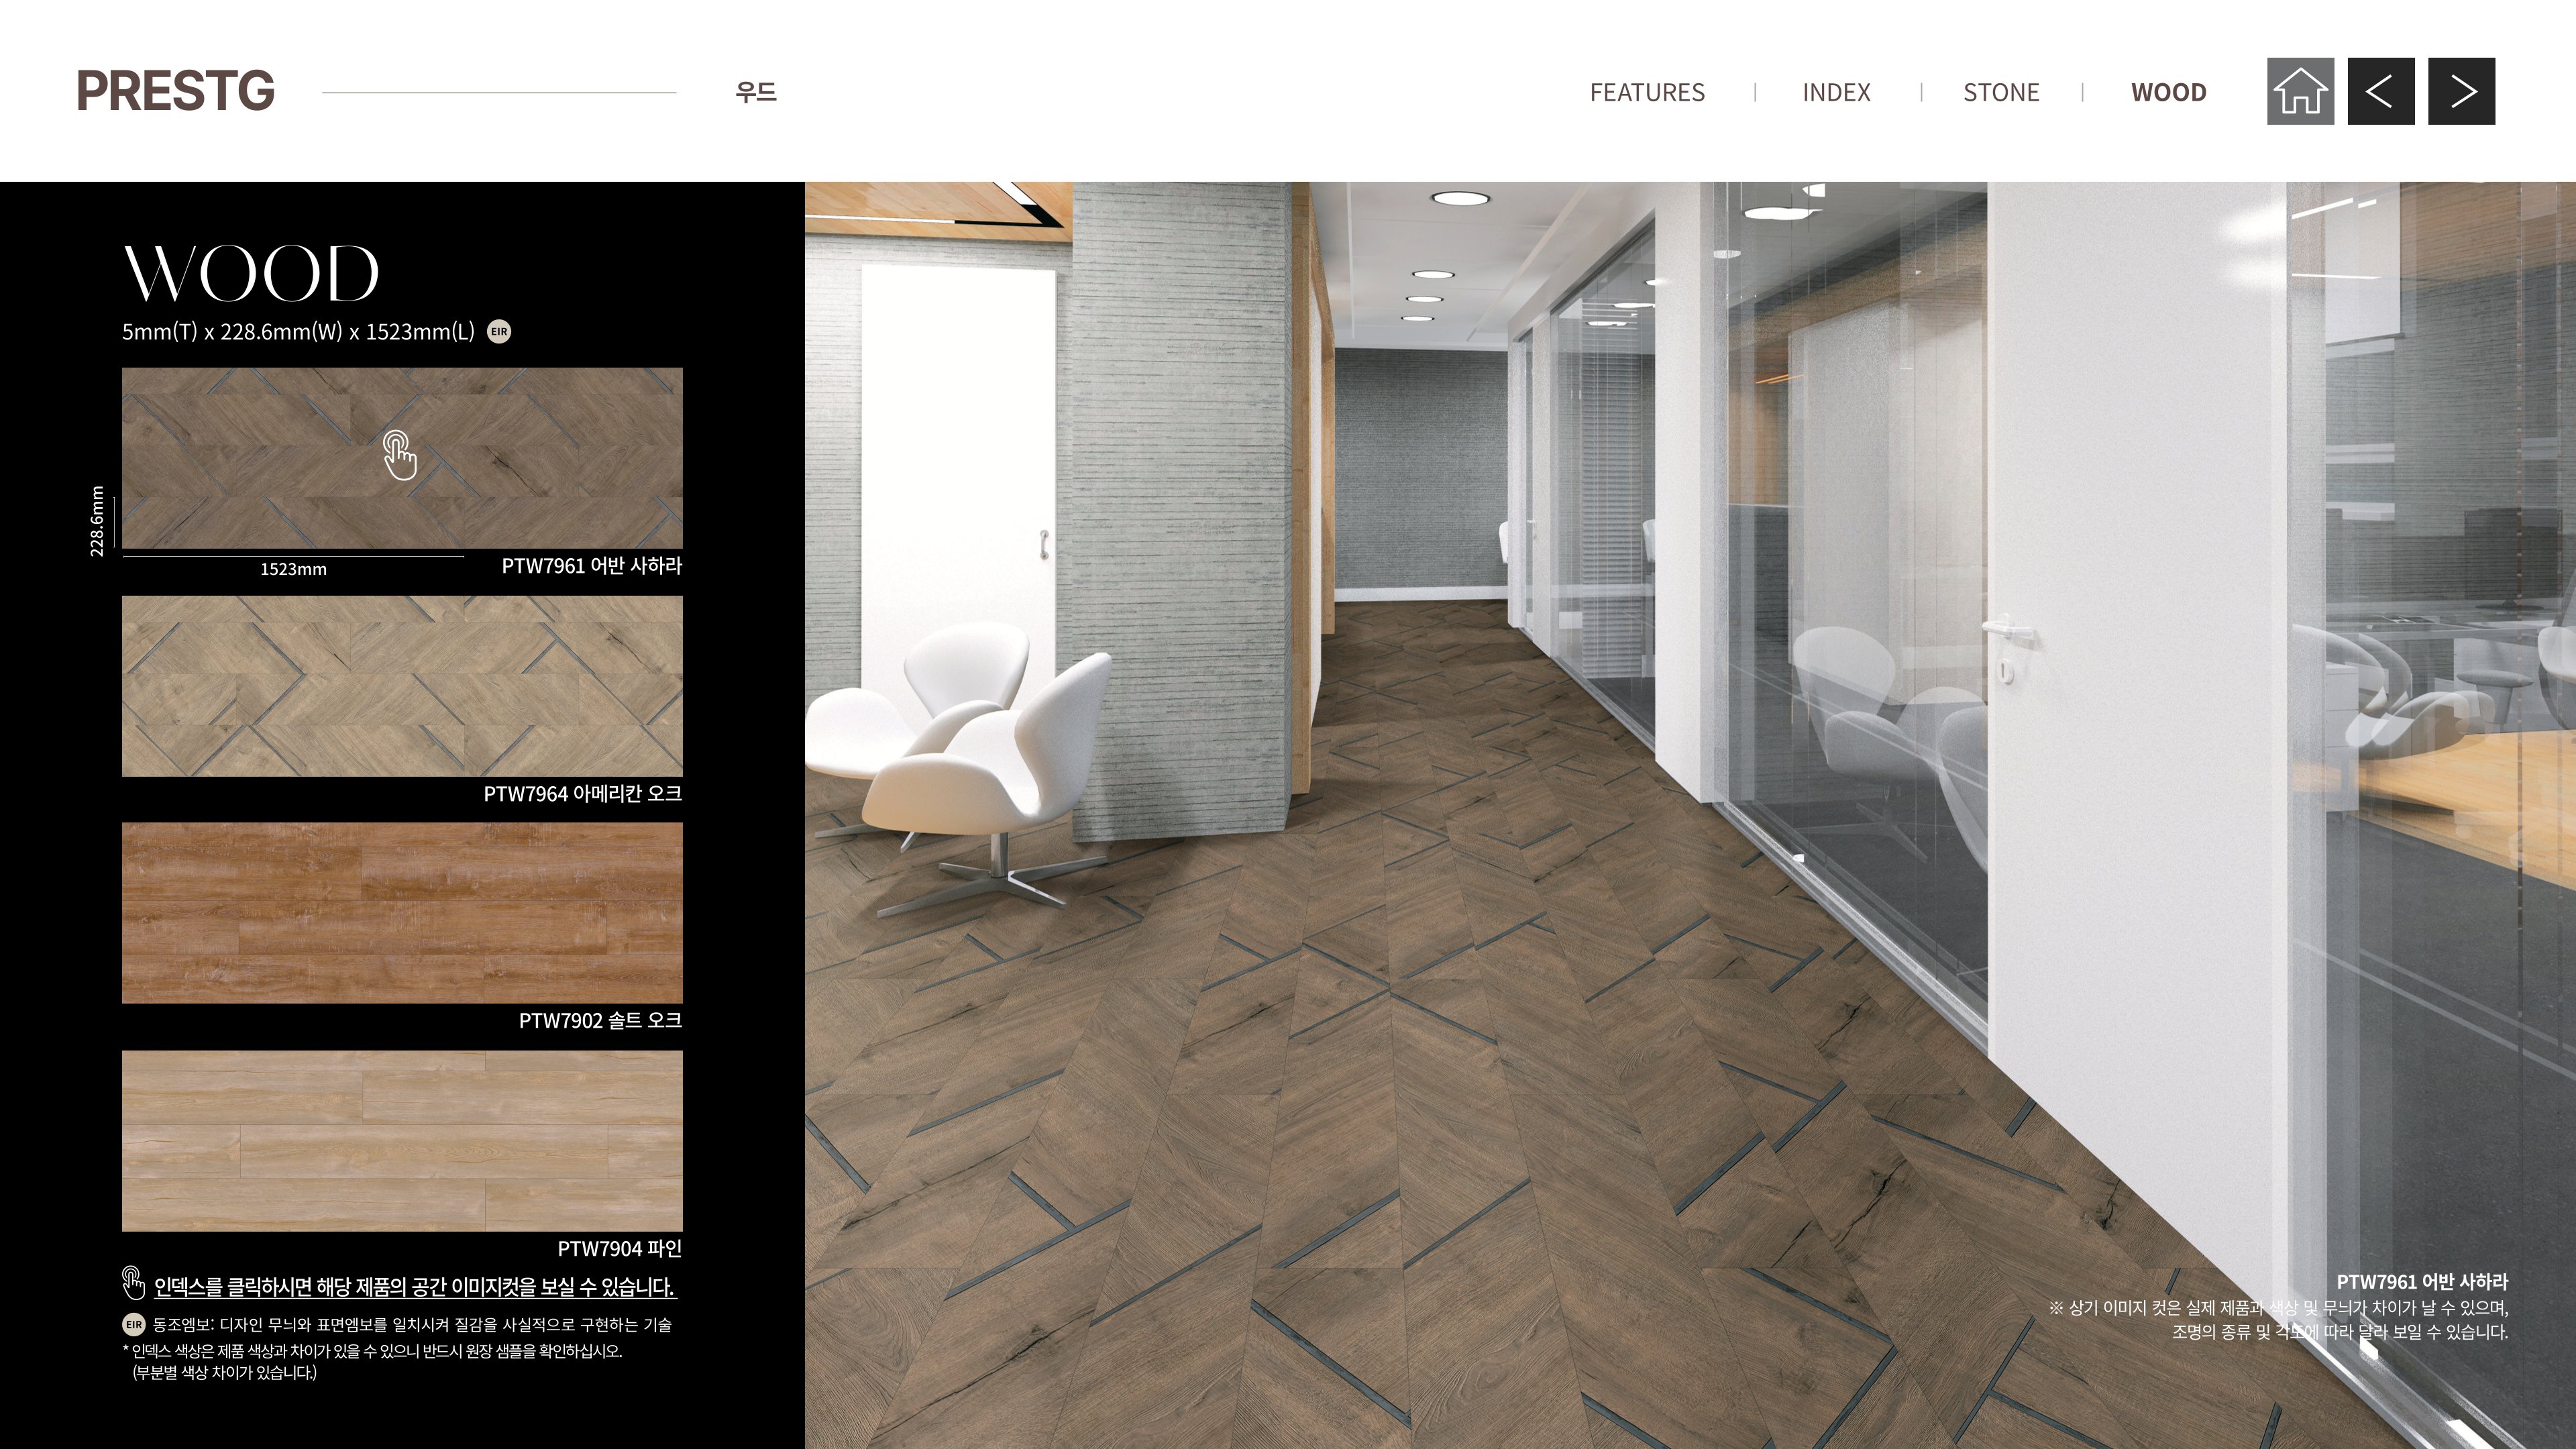 PRESTG
우드
FEATURES | INDEX | STONE | WOOD
WOOD
5mm(T) x 228.6mm(W) x 1523mm(L) EIR
228.6mm
1523mm
PTW7961 어반 사하라
PTW7964 아메리칸 오크
PTW7902 솔트 오크
PTW7904 파인
인덱스를 클릭하시면 해당 제품의 공간 이미지컷을 보실 수 있습니다.
EIR 동조엠보: 디자인 무늬와 표면엠보를 일치시켜 질감을 사실적으로 구현하는 기술
* 인덱스 색상은 제품 색상과 차이가 있을 수 있으니 반드시 원장 샘플을 확인하십시오.
(부분별 색상 차이가 있습니다.)
PTW7961 어반 사하라
※ 상기 이미지 컷은 실제 제품과 색상 및 무늬가 차이가 날 수 있으며,
조명의 종류 및 각도에 따라 달라 보일 수 있습니다.